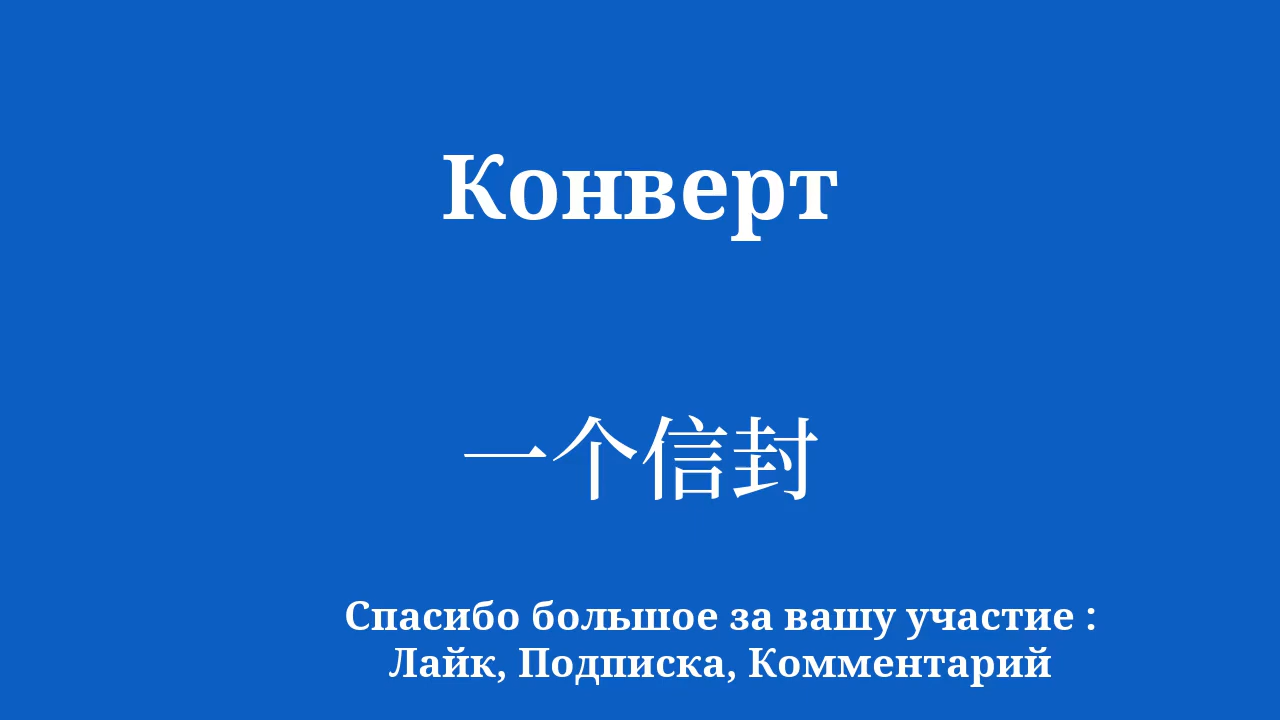 Конверт
一个信封
Спасибо большое за вашу участие :
Лайк, Подписка, Комментарий